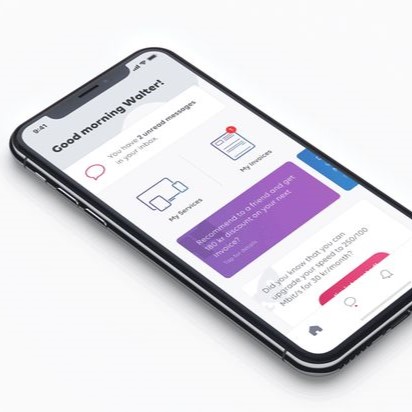 9:41
Good morning Walter!
You have 2 unread messages
in your inbox.
My Services
My Invoices
Recommend to a friend and get
180 kr discount on your next
invoice?
Tap for details
Did you know that you can
upgrade your speed to 250/100
Mbit/s for 30 kr/month?